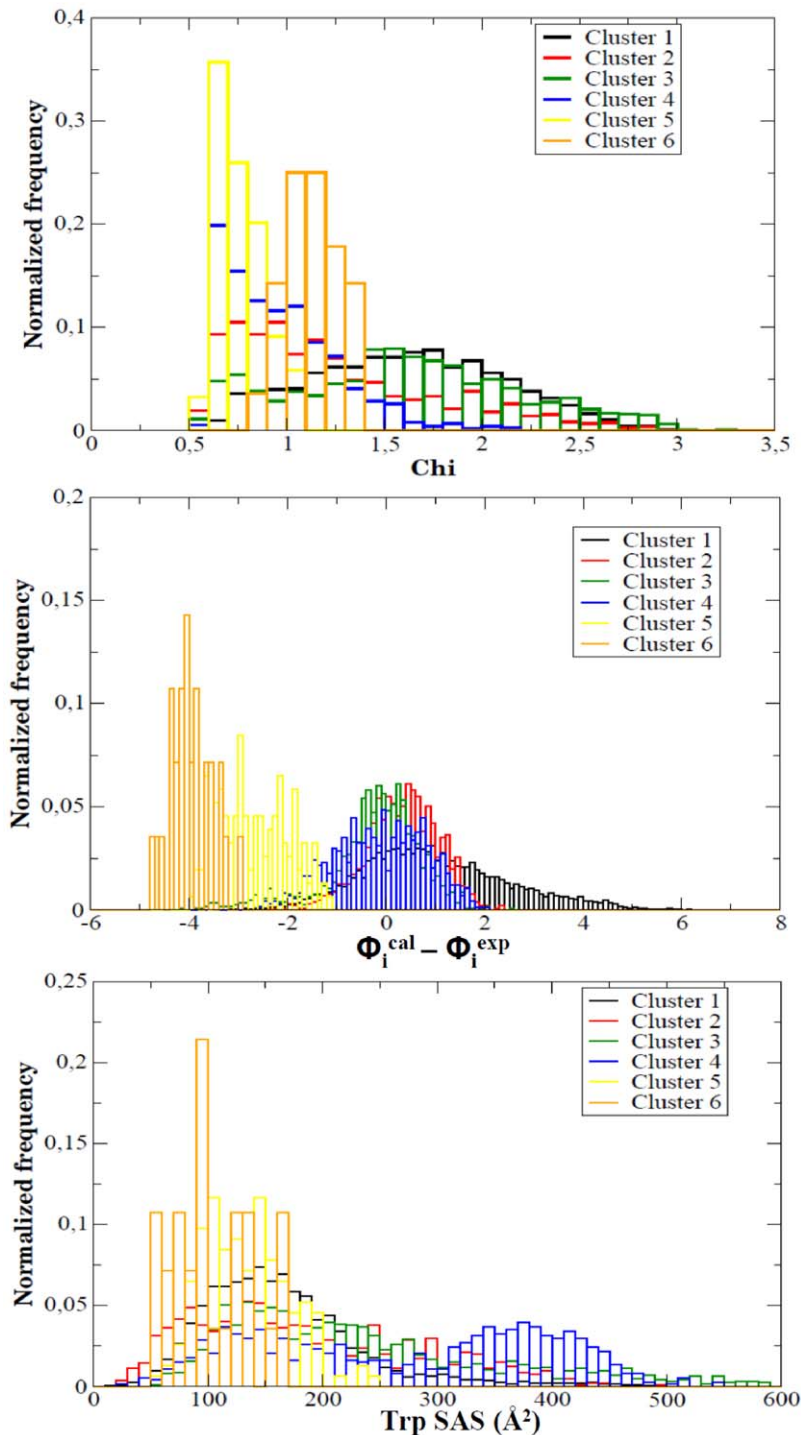 0,4
0,3
0,2
0,1
0
Normalized frequency
Cluster 1
Cluster 2
Cluster 3
Cluster 4
Cluster 5
Cluster 6
0 0,5 1 1,5 2 2,5 3 3,5
Chi
0,2
0,15
0,1
0,05
0
Normalized frequency
Cluster 1
Cluster 2
Cluster 3
Cluster 4
Cluster 5
Cluster 6
-6 -4 -2 0 2 4 6 8
Φᵢᶜᵃˡ – Φᵢᵉˣᵖ
0,25
0,2
0,15
0,1
0,05
0
Normalized frequency
Cluster 1
Cluster 2
Cluster 3
Cluster 4
Cluster 5
Cluster 6
0 100 200 300 400 500 600
Trp SAS (Å²)